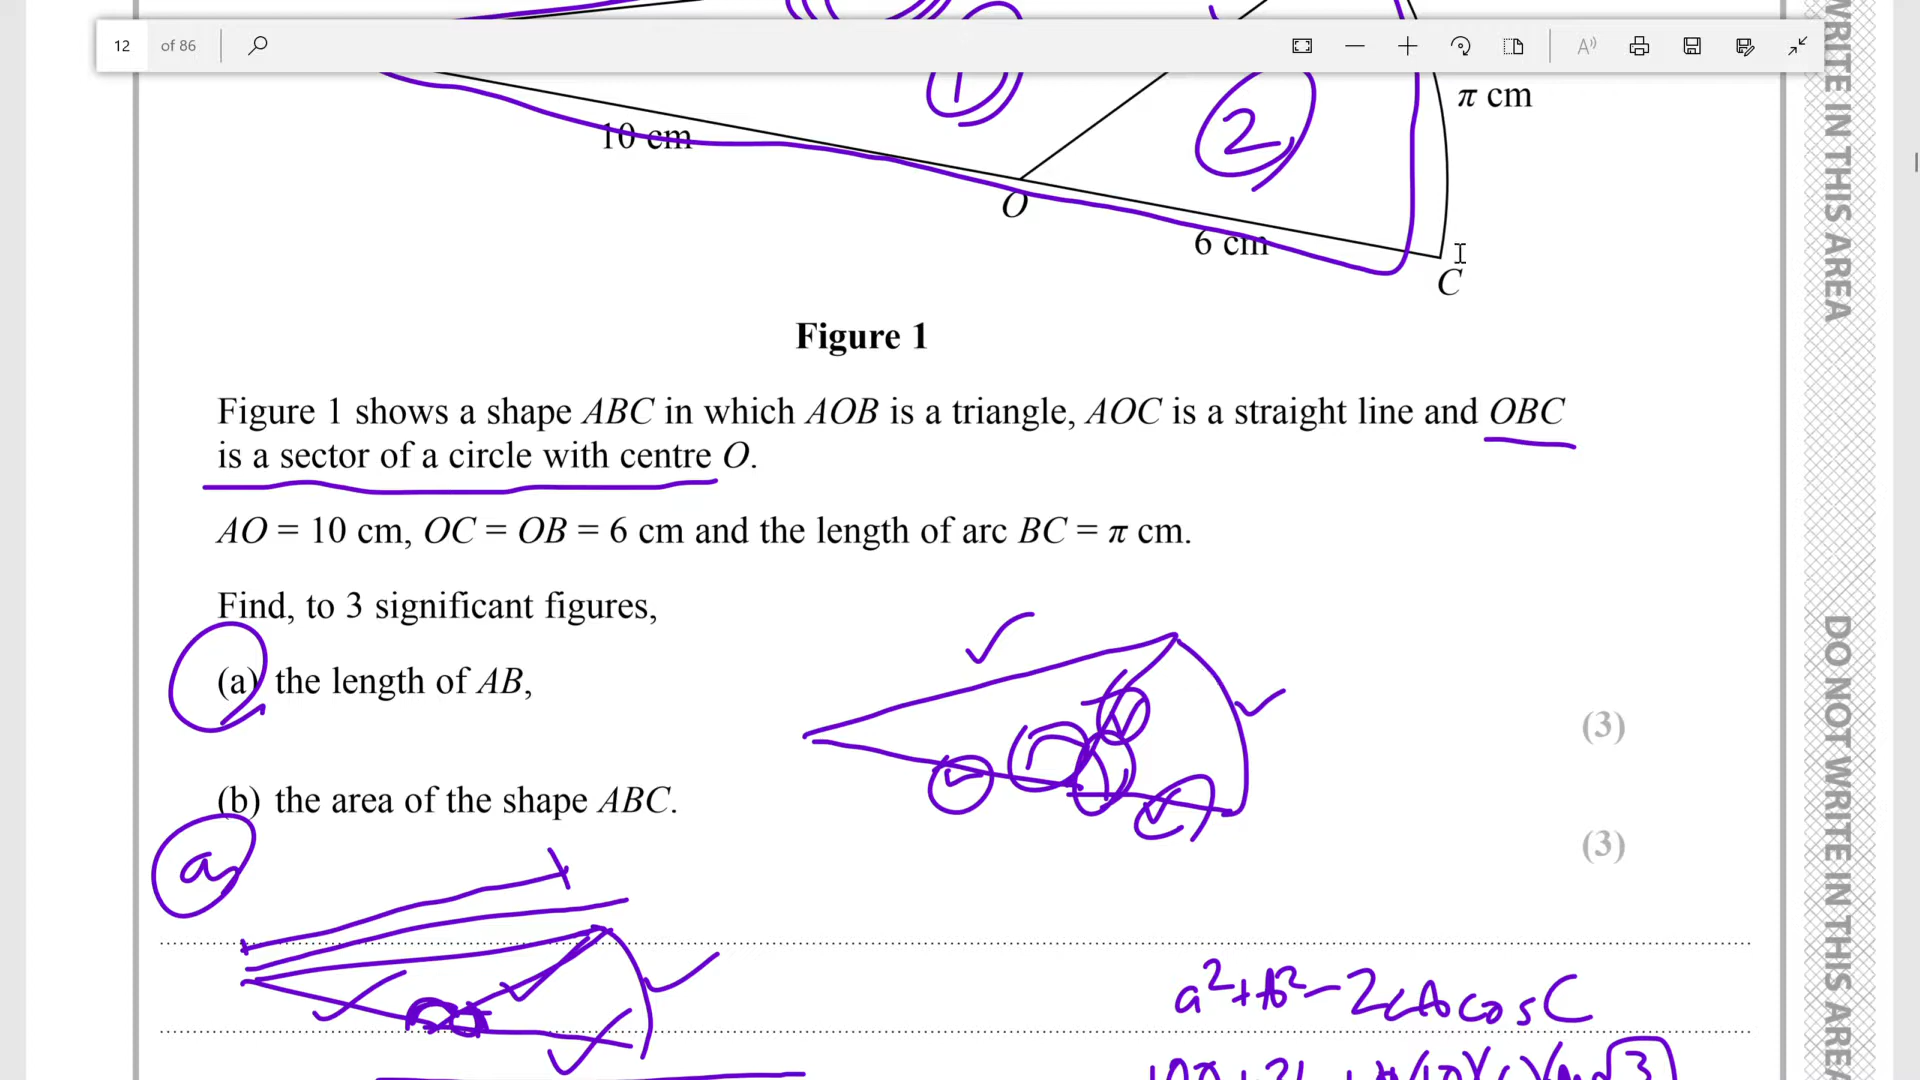 12 of 86
WRITE IN THIS AREA
1
2
π cm
10 cm
O
6 cm
C
Figure 1
Figure 1 shows a shape ABC in which AOB is a triangle, AOC is a straight line and OBC
is a sector of a circle with centre O.
AO = 10 cm, OC = OB = 6 cm and the length of arc BC = π cm.
Find, to 3 significant figures,
(a) the length of AB,
(3)
(b) the area of the shape ABC.
(3)
DO NOT WRITE IN THIS AREA
a